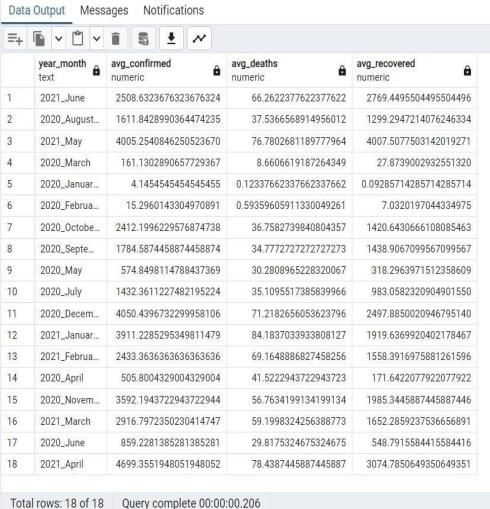 Data Output Messages Notifications
year_month avg_confirmed avg_deaths avg_recovered
text numeric numeric numeric
1 2021_June 2508.6323676323676324 66.2622377622377622 2769.4495504495504496
2 2020_August... 1611.8428990364474235 37.5366568914956012 1299.2947214076246334
3 2021_May 4005.2540846250523670 76.7802681189777964 4007.5077503142019271
4 2020_March 161.1302890657729367 8.6606619187264349 27.8739002932551320
5 2020_Januar... 4.1454545454545455 0.12337662337662337662 0.09285714285714285714
6 2020_Februa... 15.2960143304970891 0.59359605911330049261 7.0320197044334975
7 2020_Octobe... 2412.1996229576874738 36.7582739840804357 1420.6430666108085463
8 2020_Septe... 1784.5874458874458874 34.7772727272727273 1438.9067099567099567
9 2020_May 574.8498114788437369 30.2808965228320067 318.2963971512358609
10 2020_July 1432.3611227482195224 35.1095517385839966 983.0582320904901550
11 2020_Decem... 4050.4396732299958106 71.2182656053623796 2497.8850020946795140
12 2021_Januar... 3911.2285295349811479 84.1837033933808127 1919.6369920402178467
13 2021_Februa... 2433.3636363636363636 69.1648886827458256 1558.3916975881261596
14 2020_April 505.8004329004329004 41.5222943722943723 171.6422077922077922
15 2020_Novem... 3592.1943722943722944 56.7634199134199134 1985.3445887445887446
16 2021_March 2916.7972350230414747 59.1998324256388773 1652.2859237536656891
17 2020_June 859.2281385281385281 29.8175324675324675 548.7915584415584416
18 2021_April 4699.3551948051948052 78.4387445887445887 3074.7850649350649351
Total rows: 18 of 18 Query complete 00:00:00.206